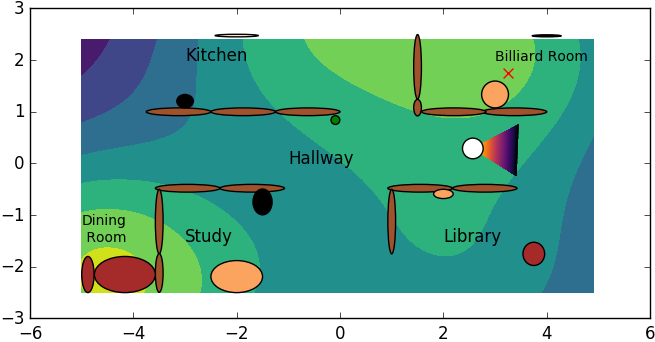 3
2
1
0
−1
−2
−3
−6
−4
−2
0
2
4
6
Kitchen
Billiard Room
Hallway
Dining
Room
Study
Library